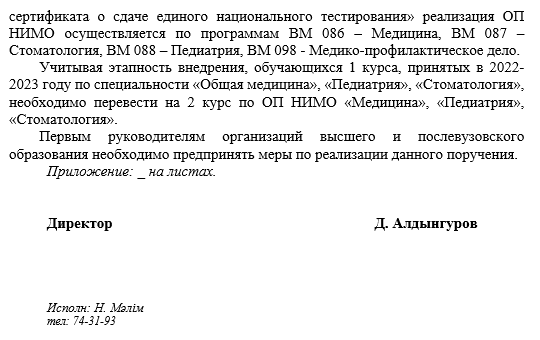 сертификата о сдаче единого национального тестирования» реализация ОП
НИМО осуществляется по программам ВМ 086 – Медицина, ВМ 087 –
Стоматология, ВМ 088 – Педиатрия, ВМ 098 - Медико-профилактическое дело.
Учитывая этапность внедрения, обучающихся 1 курса, принятых в 2022-
2023 году по специальности «Общая медицина», «Педиатрия», «Стоматология»,
необходимо перевести на 2 курс по ОП НИМО «Медицина», «Педиатрия»,
«Стоматология».
Первым руководителям организаций высшего и послевузовского
образования необходимо предпринять меры по реализации данного поручения.
Приложение: _ на листах.
Директор Д. Алдынгуров
Исполн: Н. Мәлім
тел: 74-31-93